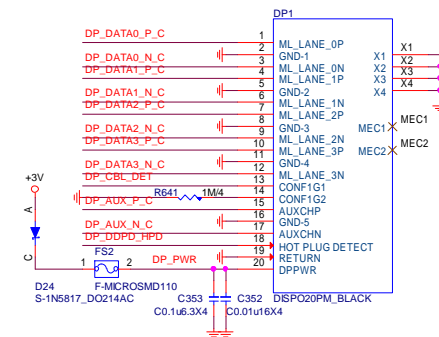 DP1
DP_DATA0_P_C 1 ML_LANE_0P
2 GND-1 X1 X1
DP_DATA0_N_C 3 ML_LANE_0N X2 X2
DP_DATA1_P_C 4 ML_LANE_1P X3 X3
5 GND-2 X4 X4
DP_DATA1_N_C 6 ML_LANE_1N
DP_DATA2_P_C 7 ML_LANE_2P
8 GND-3 MEC1 MEC1
DP_DATA2_N_C 9 ML_LANE_2N
DP_DATA3_P_C 10 ML_LANE_3P MEC2 MEC2
11 GND-4
DP_DATA3_N_C 12 ML_LANE_3N
DP_CBL_DET 13 CONF1G1
R641 1M/4 14 CONF1G2
DP_AUX_P_C 15 AUXCHP
16 GND-5
DP_AUX_N_C 17 AUXCHN
DP_DDPD_HPD 18 HOT PLUG DETECT
19 RETURN
DP_PWR 20 DPPWR
+3V
A
C
FS2
1 2
D24 F-MICROSMD110
S-1N5817_DO214AC
C353 C352 DISPO20PM_BLACK
C0.1u6.3X4 C0.01u16X4